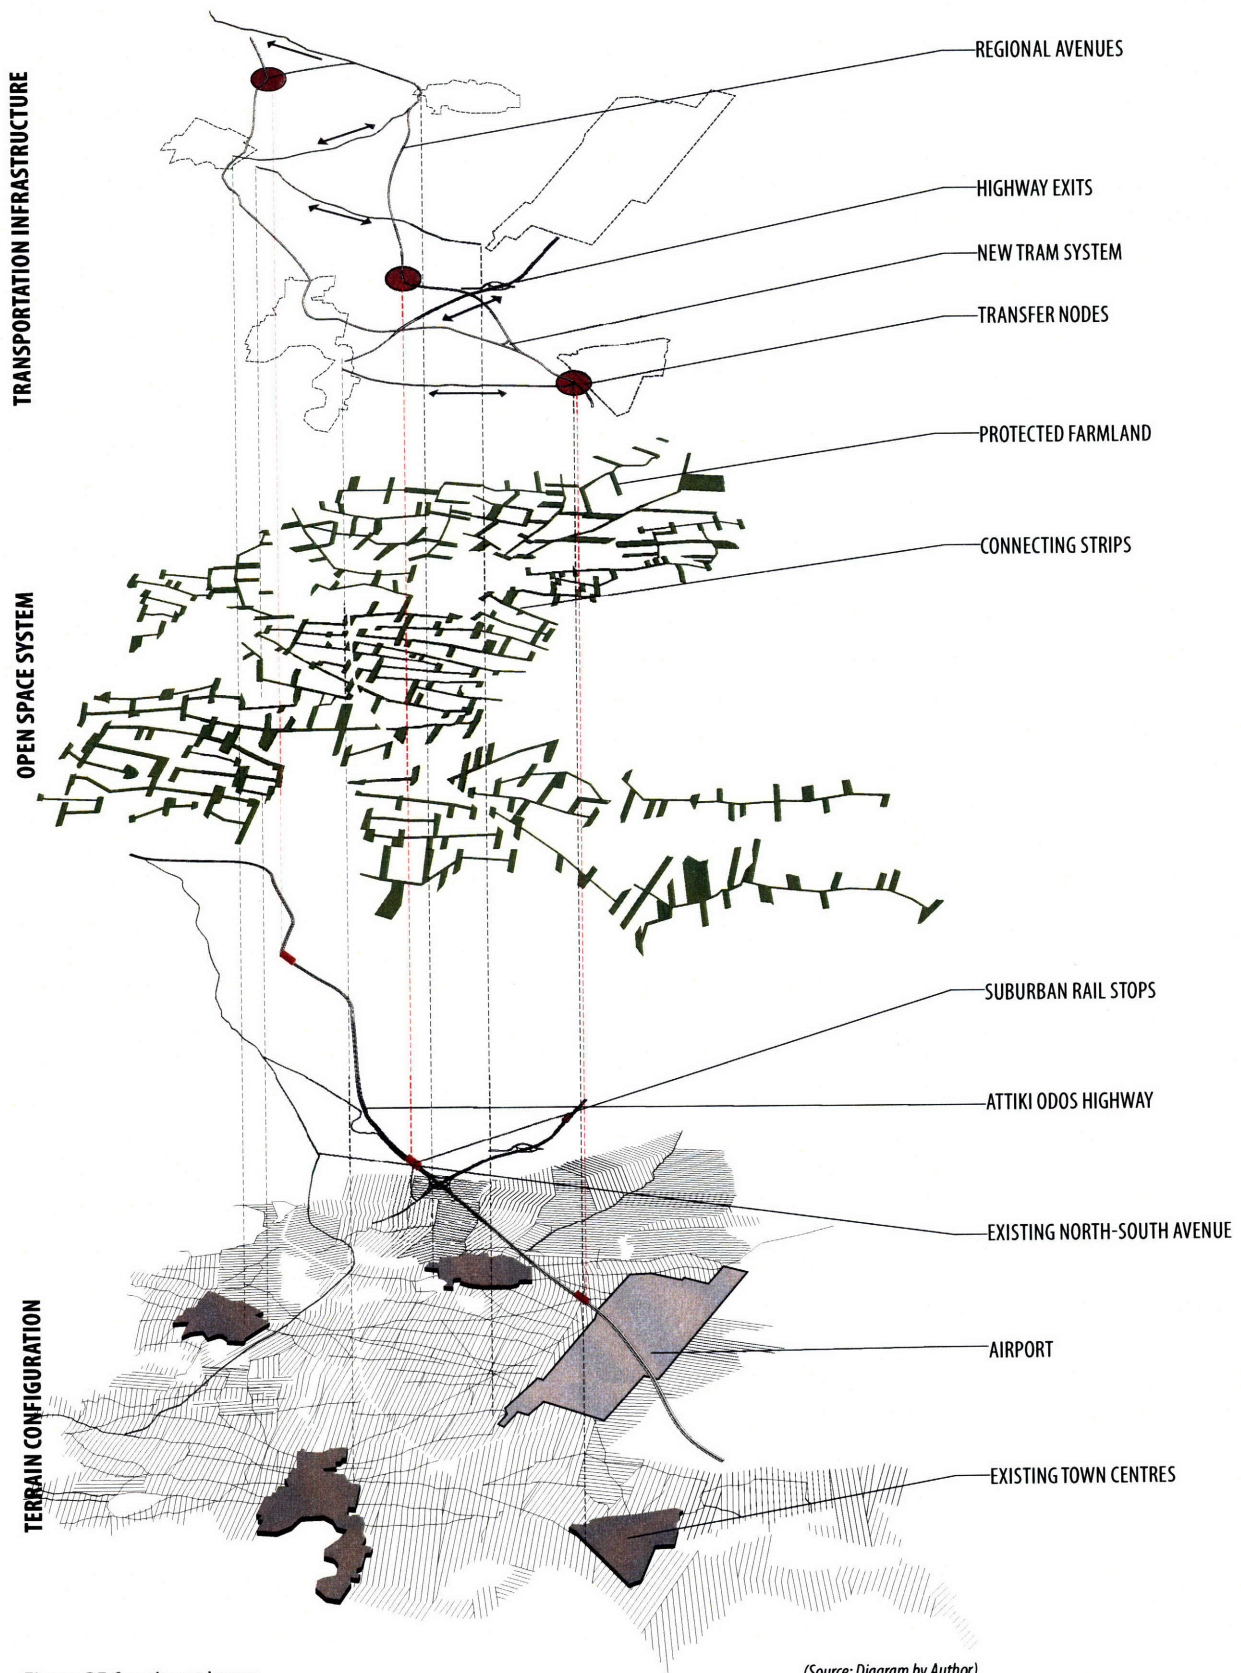 TRANSPORTATION INFRASTRUCTURE
REGIONAL AVENUES
HIGHWAY EXITS
NEW TRAM SYSTEM
TRANSFER NODES
OPEN SPACE SYSTEM
PROTECTED FARMLAND
CONNECTING STRIPS
TERRAIN CONFIGURATION
SUBURBAN RAIL STOPS
ATTIKI ODOS HIGHWAY
EXISTING NORTH-SOUTH AVENUE
AIRPORT
EXISTING TOWN CENTRES
(Source: Diagram by Author)